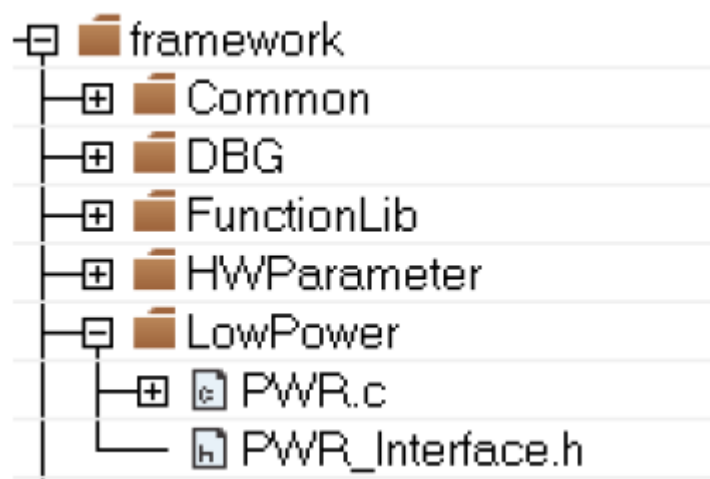 framework
Common
DBG
FunctionLib
HWParameter
LowPower
PWR.c
PWR_Interface.h